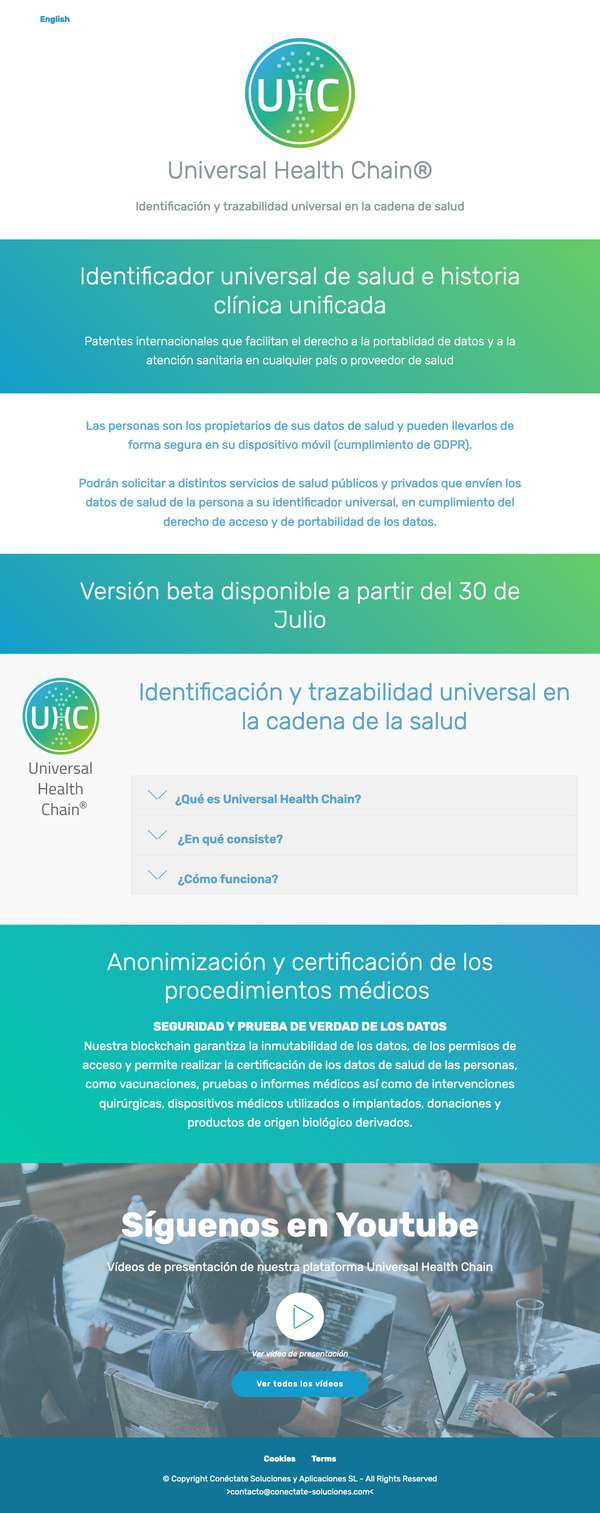 English
UHC
Universal Health Chain®
Identificación y trazabilidad universal en la cadena de salud
Identificador universal de salud e historia
clínica unificada
Patentes internacionales que facilitan el derecho a la portablidad de datos y a la
atención sanitaria en cualquier país o proveedor de salud
Las personas son los propietarios de sus datos de salud y pueden llevarlos de
forma segura en su dispositivo móvil (cumplimiento de GDPR).
Podrán solicitar a distintos servicios de salud públicos y privados que envíen los
datos de salud de la persona a su identificador universal, en cumplimiento del
derecho de acceso y de portabilidad de los datos.
Versión beta disponible a partir del 30 de
Julio
UHC
Universal
Health
Chain®
Identificación y trazabilidad universal en
la cadena de la salud
¿Qué es Universal Health Chain?
¿En qué consiste?
¿Cómo funciona?
Anonimización y certificación de los
procedimientos médicos
SEGURIDAD Y PRUEBA DE VERDAD DE LOS DATOS
Nuestra blockchain garantiza la inmutabilidad de los datos, de los permisos de
acceso y permite realizar la certificación de los datos de salud de las personas,
como vacunaciones, pruebas o informes médicos así como de intervenciones
quirúrgicas, dispositivos médicos utilizados o implantados, donaciones y
productos de origen biológico derivados.
Síguenos en Youtube
Vídeos de presentación de nuestra plataforma Universal Health Chain
Ver vídeo de presentación
Ver todos los vídeos
Cookies Terms
© Copyright Conéctate Soluciones y Aplicaciones SL - All Rights Reserved
>contacto@conectate-soluciones.com<